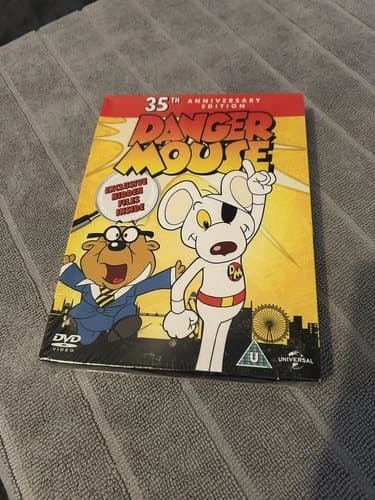 35TH ANNIVERSARY
EDITION
DANGER
MOUSE
EXCLUSIVE
HIDDEN
FILES
INSIDE
DM
DVD
VIDEO
U
UNIVERSAL